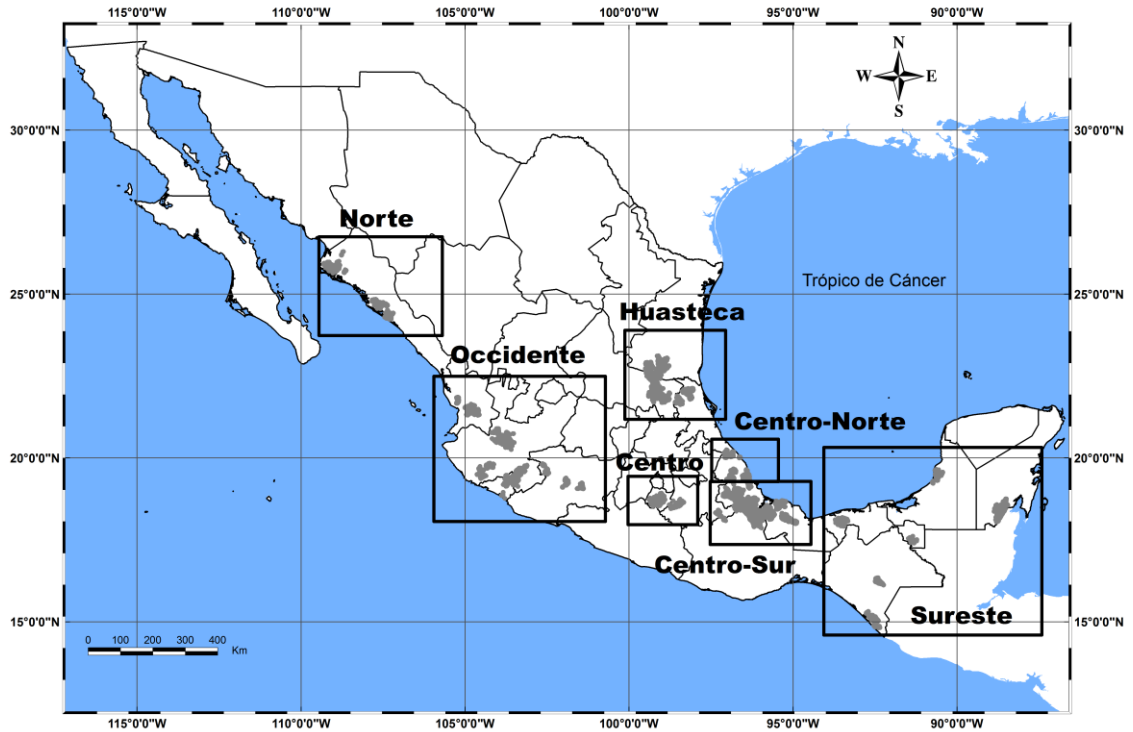 115°0'0"W 110°0'0"W 105°0'0"W 100°0'0"W 95°0'0"W 90°0'0"W
N
W E
S
30°0'0"N 30°0'0"N
Norte
Trópico de Cáncer
25°0'0"N 25°0'0"N
Huasteca
Occidente
Centro-Norte
20°0'0"N 20°0'0"N
Centro
Centro-Sur
Sureste
15°0'0"N 15°0'0"N
0 100 200 300 400
Km
115°0'0"W 110°0'0"W 105°0'0"W 100°0'0"W 95°0'0"W 90°0'0"W